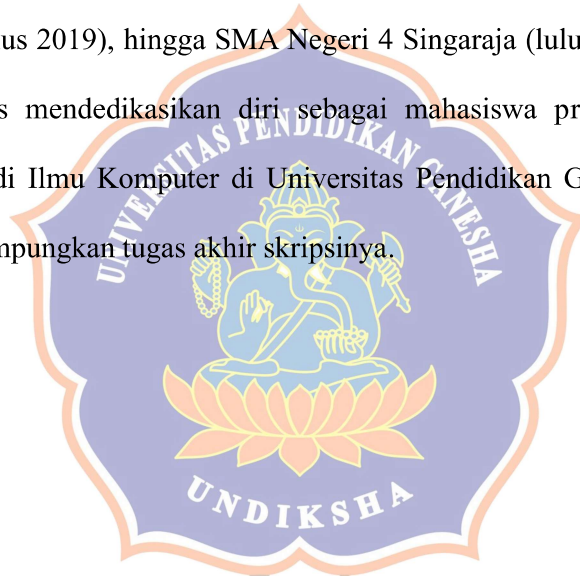 us 2019), hingga SMA Negeri 4 Singaraja (lulu
s mendedikasikan diri sebagai mahasiswa pr
di Ilmu Komputer di Universitas Pendidikan G
mpungkan tugas akhir skripsinya.
UNIVERSITAS PENDIDIKAN GANESHA
UNDIKSHA